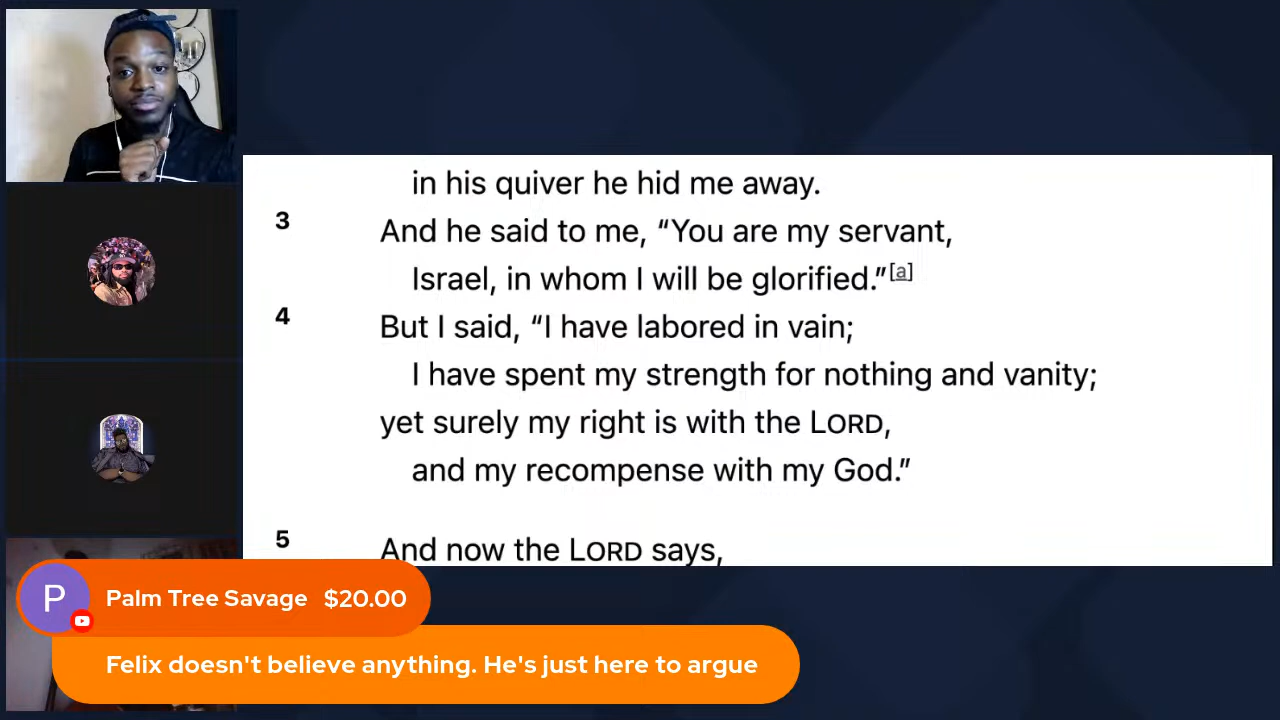 in his quiver he hid me away.
3 And he said to me, “You are my servant,
Israel, in whom I will be glorified.”[a]
4 But I said, “I have labored in vain;
I have spent my strength for nothing and vanity;
yet surely my right is with the LORD,
and my recompense with my God.”
5 And now the LORD says,
P Palm Tree Savage $20.00
Felix doesn't believe anything. He's just here to argue